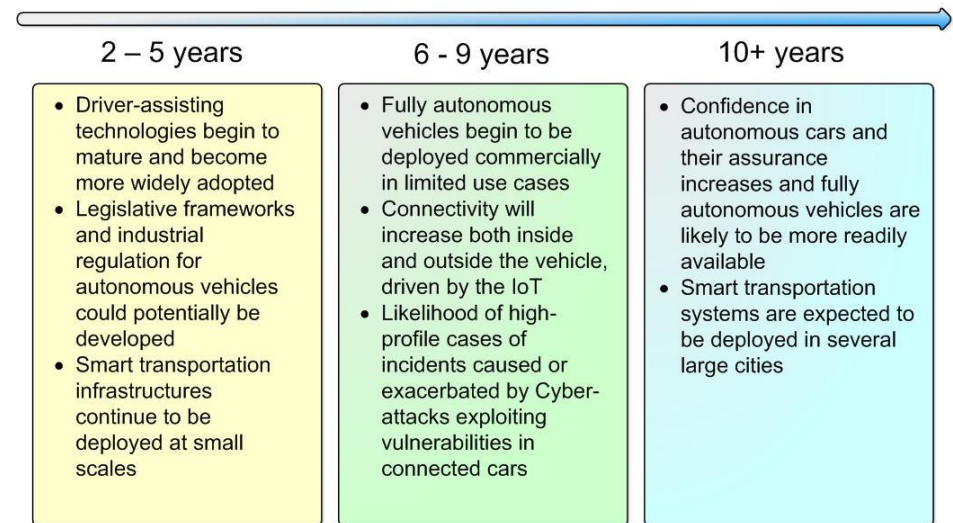 2 – 5 years
6 - 9 years
10+ years
• Driver-assisting
technologies begin to
mature and become
more widely adopted
• Legislative frameworks
and industrial
regulation for
autonomous vehicles
could potentially be
developed
• Smart transportation
infrastructures
continue to be
deployed at small
scales
• Fully autonomous
vehicles begin to be
deployed commercially
in limited use cases
• Connectivity will
increase both inside
and outside the vehicle,
driven by the IoT
• Likelihood of high-
profile cases of
incidents caused or
exacerbated by Cyber-
attacks exploiting
vulnerabilities in
connected cars
• Confidence in
autonomous cars and
their assurance
increases and fully
autonomous vehicles are
likely to be more readily
available
• Smart transportation
systems are expected to
be deployed in several
large cities